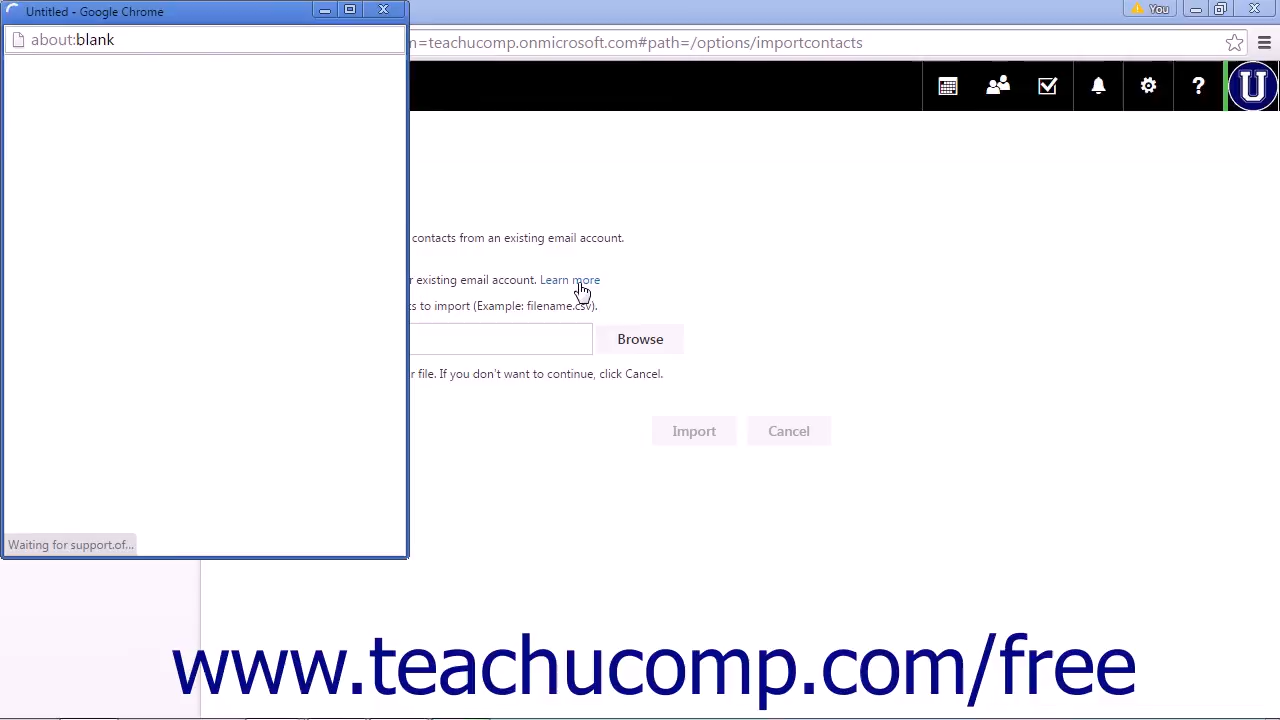 Untitled - Google Chrome
You
about:blank
m=teachucomp.onmicrosoft.com#path=/options/importcontacts
?
U
contacts from an existing email account.
r existing email account. Learn more
ts to import (Example: filename.csv).
Browse
r file. If you don't want to continue, click Cancel.
Import
Cancel
Waiting for support.of...
www.teachucomp.com/free